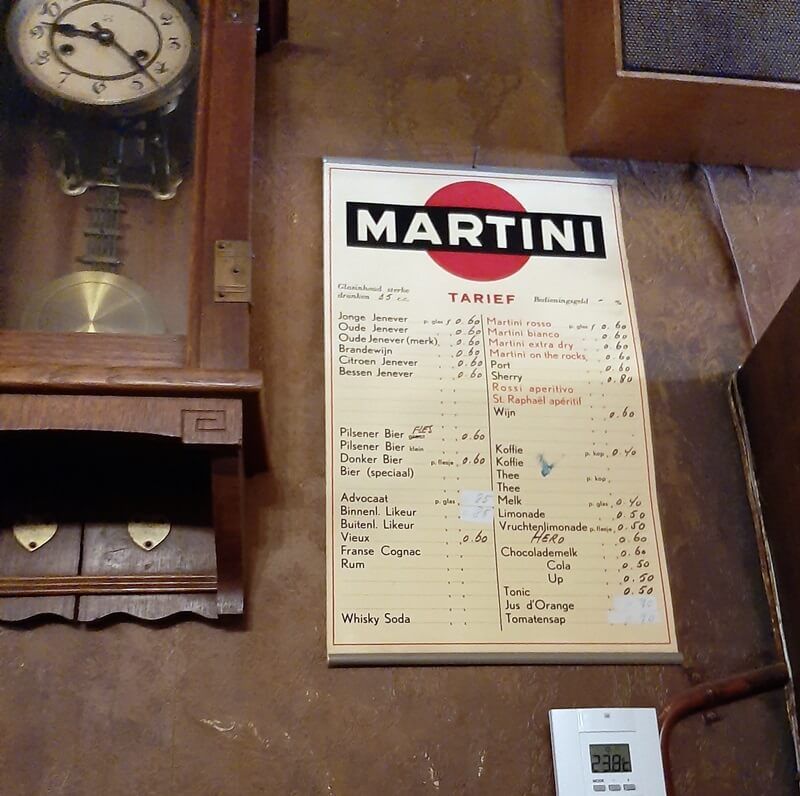 MARTINI
Glasinhoud sterke
dranken 35 c.c.
TARIEF
Bedieningsgeld - %
Jonge Jenever p. glas f 0.60
Oude Jenever 0.60
Oude Jenever (merk) 0.60
Brandewijn 0.60
Citroen Jenever 0.60
Bessen Jenever 0.60
Pilsener Bier FLES 0.60
Pilsener Bier klein
Donker Bier p. flesje 0.60
Bier (speciaal)
Advocaat p. glas
Binnenl. Likeur
Buitenl. Likeur
Vieux 0.60
Franse Cognac
Rum
Whisky Soda
Martini rosso p. glas f 0.60
Martini bianco 0.60
Martini extra dry 0.60
Martini on the rocks 0.60
Port 0.60
Sherry 0.80
Rossi aperitivo
St. Raphaël apéritif
Wijn 0.60
Koffie p. kop 0.40
Koffie
Thee p. kop
Thee
Melk p. glas 0.40
Limonade 0.50
Vruchtenlimonade p. flesje 0.50
HERO 0.60
Chocolademelk 0.60
Cola 0.50
Up 0.50
Tonic 0.50
Jus d'Orange
Tomatensap
23.8c
MODE - +